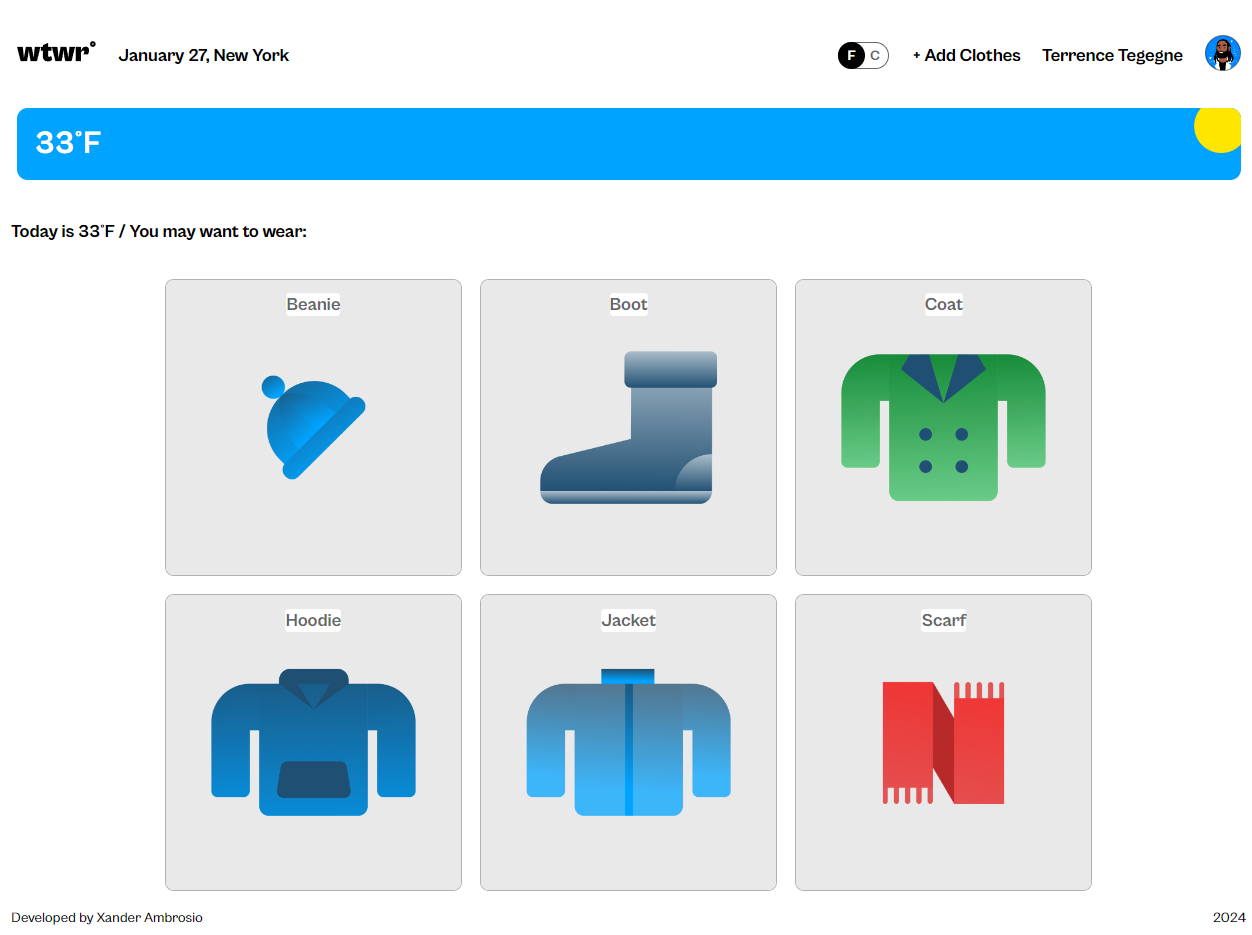 wtwr° January 27, New York F C + Add Clothes Terrence Tegegne
33°F
Today is 33°F / You may want to wear:
Beanie Boot Coat
Hoodie Jacket Scarf
Developed by Xander Ambrosio 2024